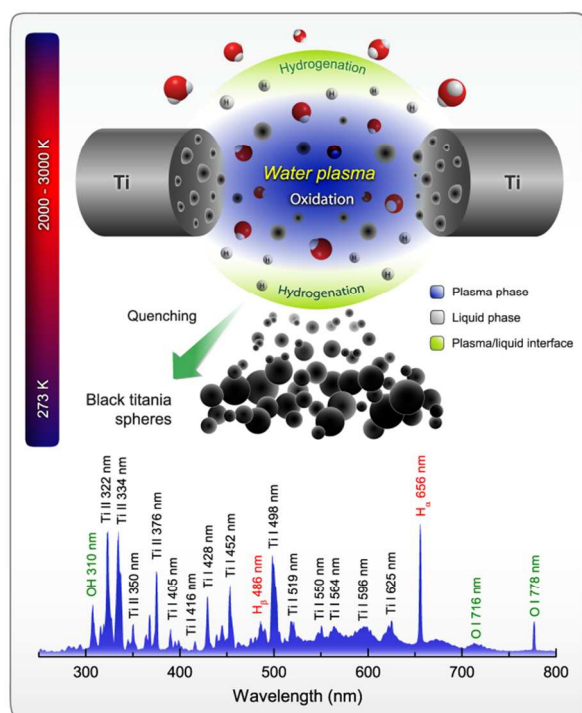 Hydrogenation
H
H
H
H
H
H
Ti
Water plasma
Oxidation
Ti
2000 - 3000 K
H
H
H
H
H
H
Hydrogenation
Plasma phase
Liquid phase
Plasma/liquid interface
Quenching
Black titania
spheres
273 K
OH 310 nm
Ti II 322 nm
Ti II 334 nm
Ti II 350 nm
Ti II 376 nm
Ti I 405 nm
Ti I 416 nm
Ti I 428 nm
Ti I 452 nm
Hβ 486 nm
Ti I 498 nm
Ti I 519 nm
Ti I 550 nm
Ti I 564 nm
Ti I 596 nm
Ti I 625 nm
Hα 656 nm
O I 716 nm
O I 778 nm
300 400 500 600 700 800
Wavelength (nm)